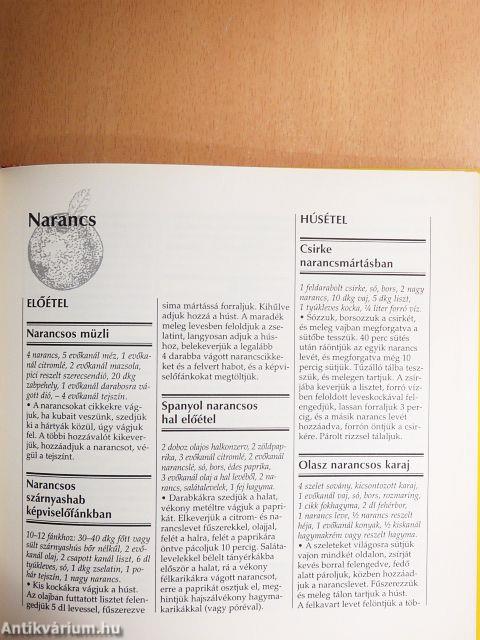 Narancs
ELŐÉTEL
Narancsos müzli
4 narancs, 5 evőkanál méz, 1 evőka-
nál citromlé, 2 evőkanál mazsola,
pici reszelt szerecsendió, 20 dkg
zabpehely, 1 evőkanál darabosra vá-
gott dió, – 4 evőkanál tejszín.
• A narancsokat cikkekre vágjuk,
ha kubait veszünk, szedjük
ki a hártyák közül, úgy vágjuk
fel. A többi hozzávalót kikever-
jük, hozzáadjuk a narancsot, vé-
gül a tejszínt.
Narancsos
szárnyashab
képviselőfánkban
10–12 fánkhoz: 30–40 dkg főtt vagy
sült szárnyashús bőr nélkül, 2 evő-
kanál olaj, 2 csapott kanál liszt, 6 dl
tyúkleves, só, 1 dkg zselatin, 1 po-
hár tejszín, 1 nagy narancs.
• Kis kockára vágjuk a húst.
Az olajban futtatott lisztet felen-
gedjük 5 dl levessel, fűszerezve
sima mártássá forraljuk. Kihűlve
adjuk hozzá a húst. A maradék
meleg levesben feloldjuk a zse-
latint, langyosan adjuk a hús-
hoz, belekeverjük a legalább
4 darabba vágott narancscikke-
ket és a felvert habot, és a képvi-
selőfánkokat megtöltjük.
Spanyol narancsos
hal előétel
2 doboz olajos halkonzerv, 2 zöldpap-
rika, 3 evőkanál citromlé, 2 evőkanál
narancslé, só, bors, édes paprika,
3 evőkanál olaj a hal levéből, 2 na-
rancs, salátalevelek, 1 fej hagyma.
• Darabkákra szedjük a halat,
vékony metéltre vágjuk a papri-
kát. Elkeverjük a citrom- és na-
rancslevet fűszerekkel, olajjal,
felét a halra, felét a paprikára
öntve pácoljuk 10 percig. Saláta-
levelekkel bélelt tányérkákba
először a halat, rá a vékony
félkarikákra vágott narancsot,
erre a paprikát osztjuk el, meg-
hintjük hajszálvékony hagyma-
karikákkal (vagy póréval).
HÚSÉTEL
Csirke
narancsmártásban
1 feldarabolt csirke, só, bors, 2 nagy
narancs, 10 dkg vaj, 5 dkg liszt,
1 tyúkleves kocka, ¼ liter forró víz.
• Sózzuk, borsozzuk a csirkét,
és meleg vajban megforgatva a
sütőbe tesszük. 40 perc sütés
után ráöntjük az egyik narancs
levét, és megforgatva még 10
percig sütjük. Tűzálló tálba tesz-
szük, és melegen tartjuk. A zsír-
jába keverjük a lisztet, forró víz-
ben feloldott leveskockával fel-
engedjük, lassan forraljuk 3 perc-
ig, és a másik narancs levét
hozzáadva, forrón öntjük a csir-
kére. Párolt rizzsel tálaljuk.
Olasz narancsos karaj
4 szelet sovány, kicsontozott karaj,
1 evőkanál vaj, só, bors, rozmaring,
1 cikk fokhagyma, 2 dl fehérbor,
1 narancs leve, ½ narancs reszelt
héja, 1 evőkanál konyak, ½ kiskanál
hagymakrém vagy reszelt hagyma.
• A szeleteket világosra sütjük
vajon mindkét oldalon, zsírját
kevés borral felengedve, fedő
alatt pároljuk, közben hozzáad-
juk a narancslevet. Fűszerezzük
és meleg tálon tartjuk a húst.
A felkavart levet felöntjük a töb-
Antikvárium.hu